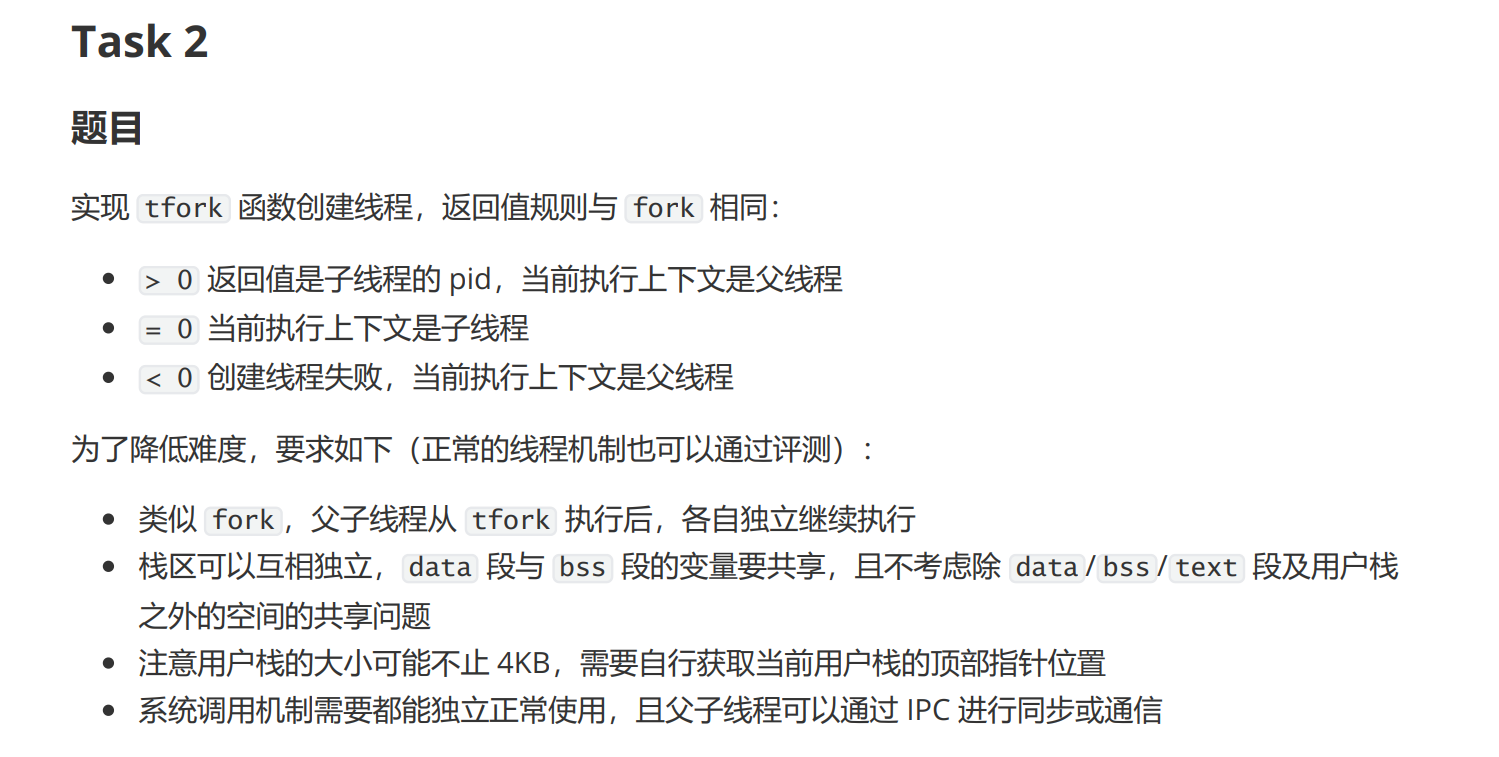 Task 2
题目
实现 tfork 函数创建线程，返回值规则与 fork 相同：
> 0 返回值是子线程的 pid，当前执行上下文是父线程
= 0 当前执行上下文是子线程
< 0 创建线程失败，当前执行上下文是父线程
为了降低难度，要求如下（正常的线程机制也可以通过评测）：
类似 fork，父子线程从 tfork 执行后，各自独立继续执行
栈区可以互相独立，data 段与 bss 段的变量要共享，且不考虑除 data/bss/text 段及用户栈
之外的空间的共享问题
注意用户栈的大小可能不止 4KB，需要自行获取当前用户栈的顶部指针位置
系统调用机制需要都能独立正常使用，且父子线程可以通过 IPC 进行同步或通信